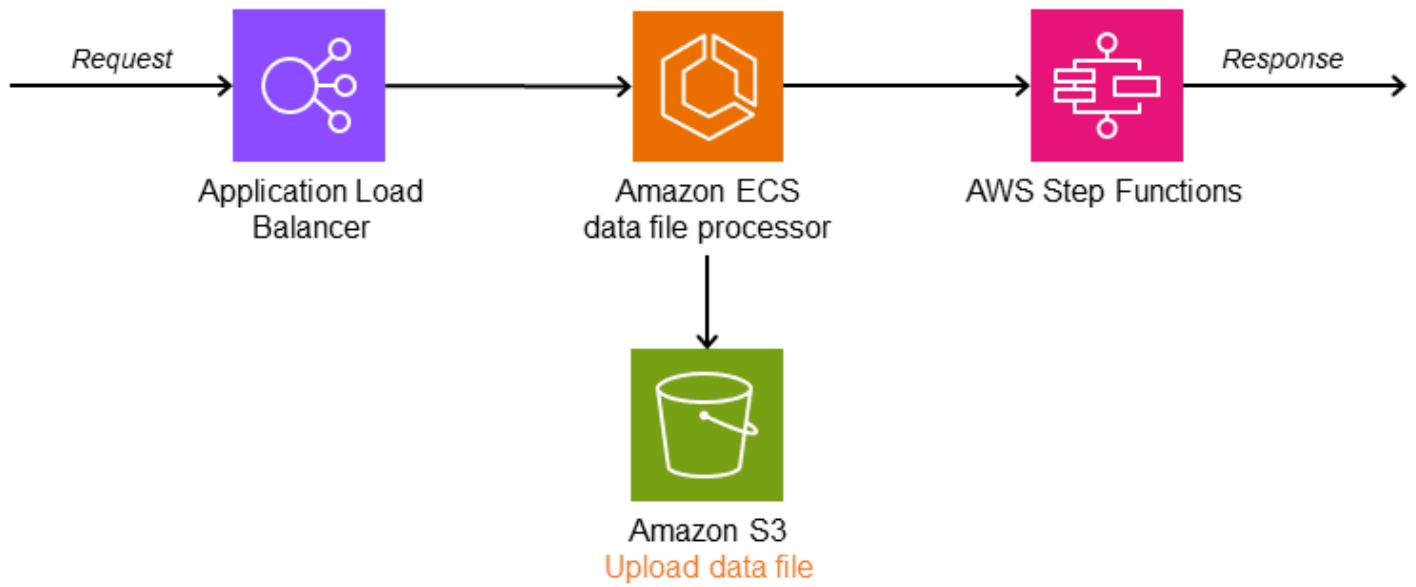 Request
Response
Application Load
Balancer
Amazon ECS
data file processor
AWS Step Functions
Amazon S3
Upload data file